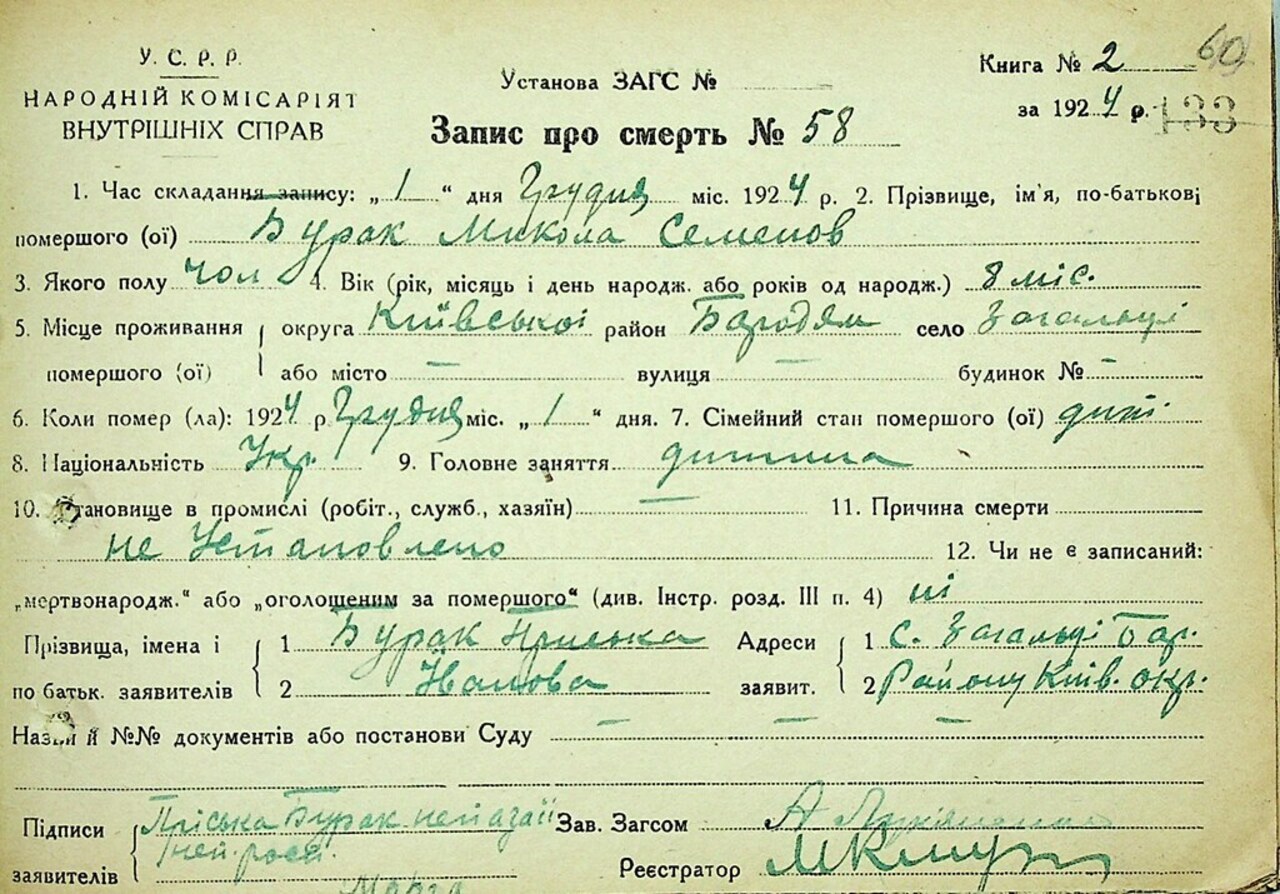 У. С. Р. Р.
НАРОДНІЙ КОМІСАРІЯТ
ВНУТРІШНІХ СПРАВ
Установа ЗАГС №
Книга № 2 60
за 1924 р. 133
Запис про смерть № 58
1. Час складання запису: „1“ дня Грудня міс. 1924 р. 2. Прізвище, ім'я, по-батькові
помершого (ої) Бурак Микола Семенов
3. Якого полу чол 4. Вік (рік, місяць і день народж. або років од народж.) 8 міс.
5. Місце проживання округа Київської район Бородян село Загальці
помершого (ої) або місто — вулиця — будинок № —
6. Коли помер (ла): 1924 р Грудня міс. „1“ дня. 7. Сімейний стан помершого (ої)
8. Національність Укр. 9. Головне заняття дитина
10. Становище в промислі (робіт., служб., хазяїн) — 11. Причина смерти
не Установлено 12. Чи не є записаний:
„мертвонародж.“ або „оголошеним за помершого“ (див. Інстр. розд. III п. 4) ні
Прізвища, імена і 1 Бурак Приська Адреси 1 С. Загальці Бор.
по батьк. заявителів 2 Іванова заявит. 2 Району Київ. окр.
Назви й №№ документів або постанови Суду — — —
Підписи Пріська Бурак Зав. Загсом
заявителів Реєстратор